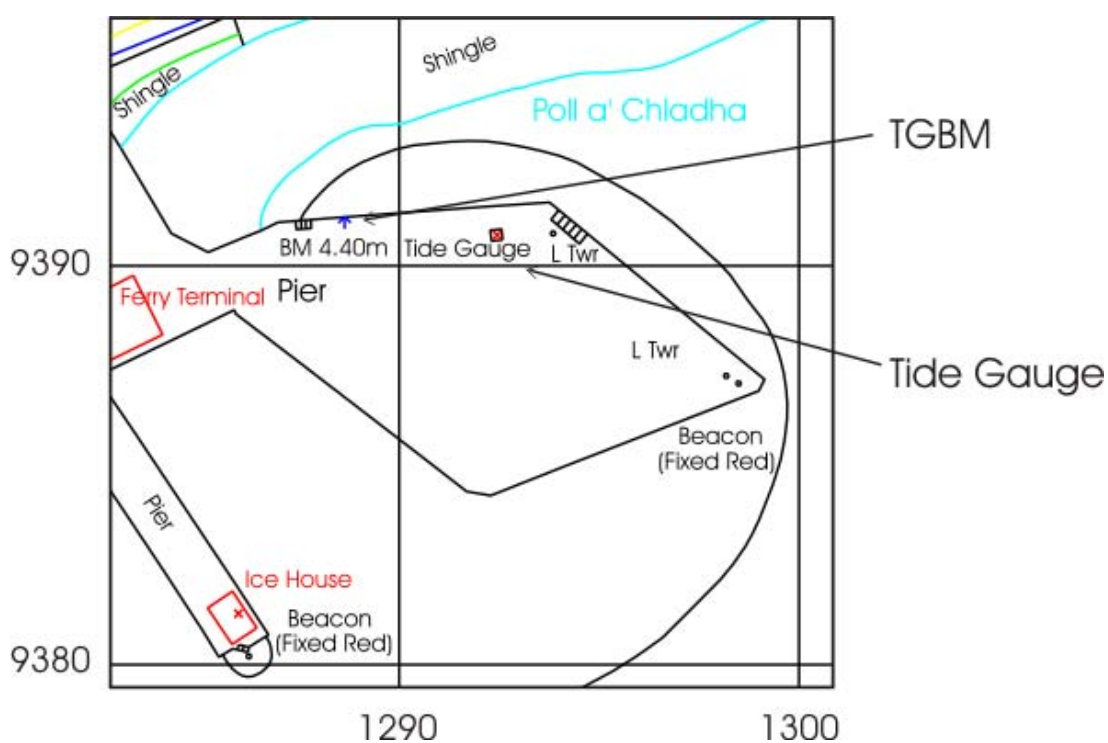 Shingle
Shingle
Poll a' Chladha
TGBM
BM 4.40m
Tide Gauge
L Twr
9390
Ferry Terminal
Pier
L Twr
Tide Gauge
Beacon
(Fixed Red)
Pier
Ice House
Beacon
(Fixed Red)
9380
1290
1300